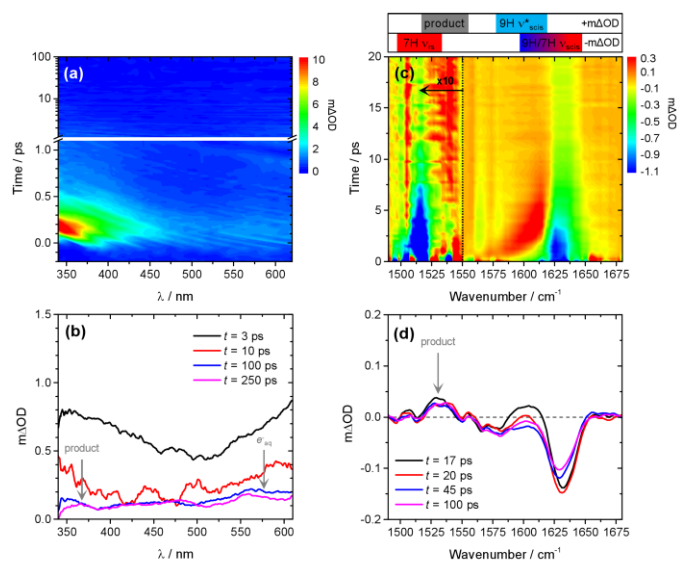 product
9H ν*scis
+mΔOD
7H νcs
9H/7H νscis
-mΔOD
(a)
100
10
1.0
0.5
0.0
Time / ps
350 400 450 500 550 600
λ / nm
10
8
6
4
2
0
mΔOD
(c)
x10
20
15
10
5
0
Time / ps
1500 1525 1550 1575 1600 1625 1650 1675
Wavenumber / cm⁻¹
0.3
0.1
-0.1
-0.3
-0.5
-0.7
-0.9
-1.1
mΔOD
(b)
t = 3 ps
t = 10 ps
t = 100 ps
t = 250 ps
product
e⁻aq
1.5
1.0
0.5
0.0
mΔOD
350 400 450 500 550 600
λ / nm
(d)
product
t = 17 ps
t = 20 ps
t = 45 ps
t = 100 ps
0.2
0.1
0.0
-0.1
-0.2
mΔOD
1500 1525 1550 1575 1600 1625 1650 1675
Wavenumber / cm⁻¹